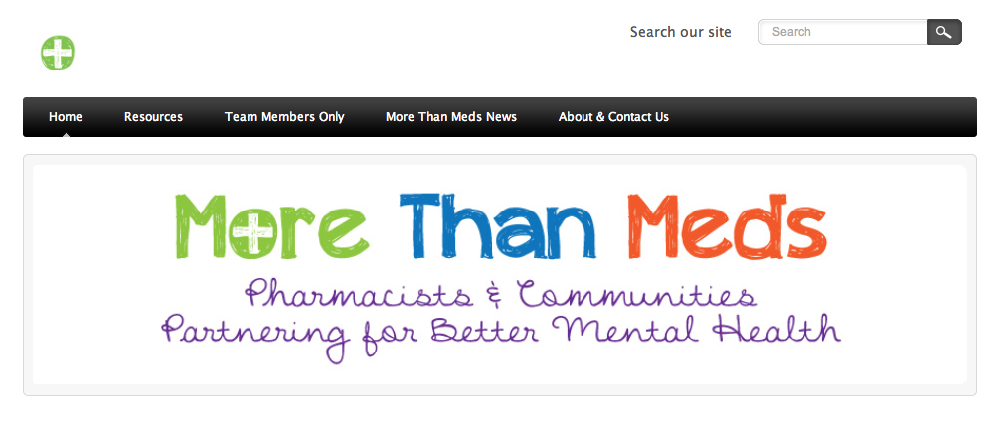 Search our site
Search
Home Resources Team Members Only More Than Meds News About & Contact Us
More Than Meds
Pharmacists & Communities
Partnering for Better Mental Health